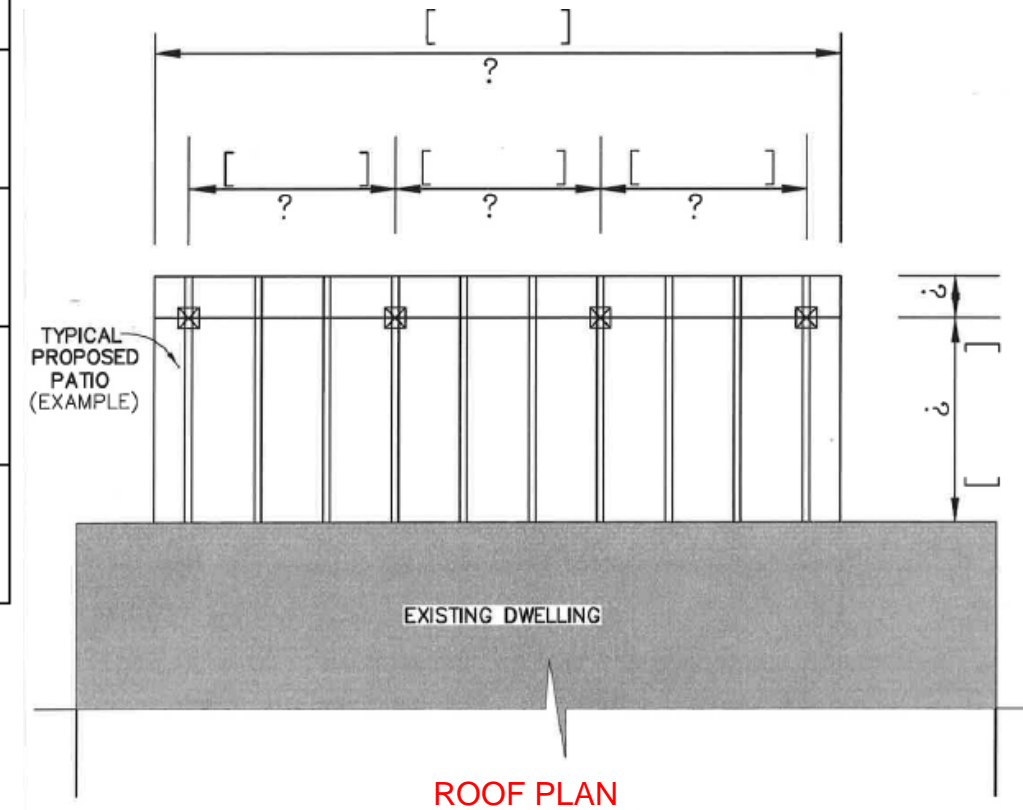 [ ]
?
[ ] [ ] [ ]
? ? ?
?
[ ]
?
TYPICAL
PROPOSED
PATIO
(EXAMPLE)
EXISTING DWELLING
ROOF PLAN